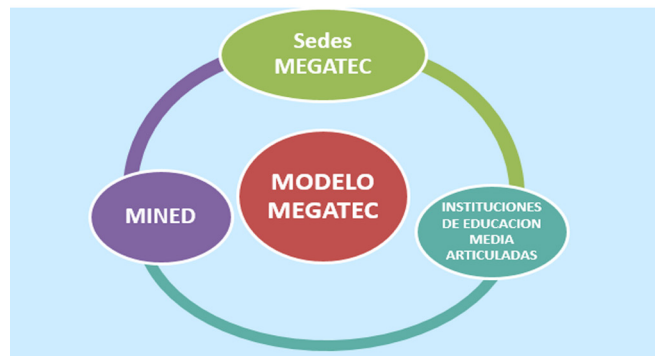 Sedes
MEGATEC
MODELO
MEGATEC
MINED
INSTITUCIONES
DE EDUCACION
MEDIA
ARTICULADAS